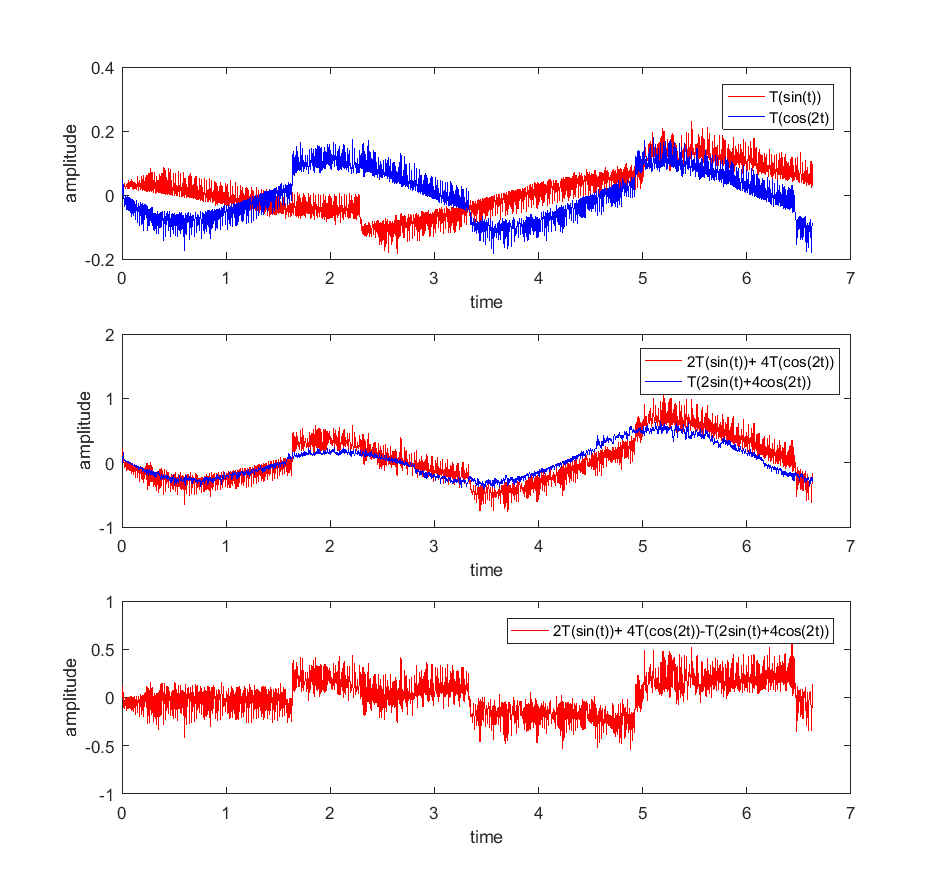 0.4
0.2
0
-0.2
amplitude
T(sin(t))
T(cos(2t)
0 1 2 3 4 5 6 7
time
2
1
0
-1
amplitude
2T(sin(t))+ 4T(cos(2t))
T(2sin(t)+4cos(2t))
0 1 2 3 4 5 6 7
time
1
0.5
0
-0.5
-1
amplitude
2T(sin(t))+ 4T(cos(2t))-T(2sin(t)+4cos(2t))
0 1 2 3 4 5 6 7
time